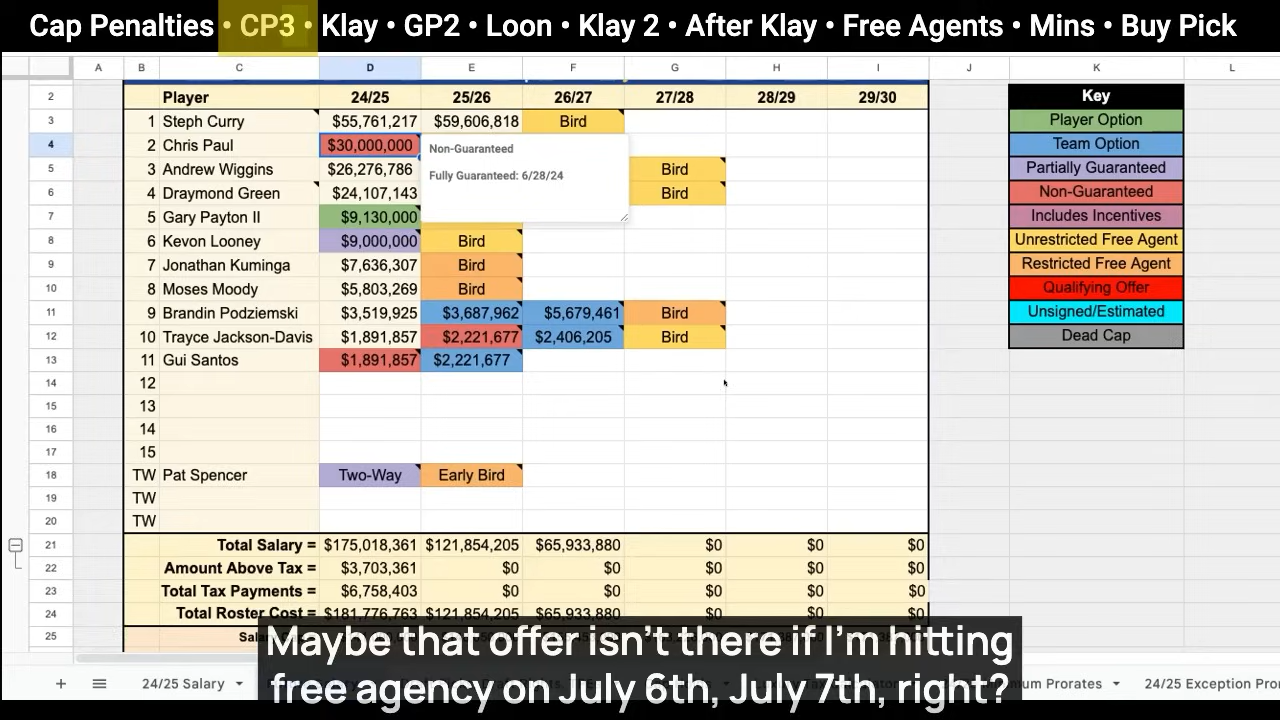 Cap Penalties • CP3 • Klay • GP2 • Loon • Klay 2 • After Klay • Free Agents • Mins • Buy Pick
A B C D E F G H I J K L
2 Player 24/25 25/26 26/27 27/28 28/29 29/30 Key
3 1 Steph Curry $55,761,217 $59,606,818 Bird Player Option
4 2 Chris Paul $30,000,000 Non-Guaranteed Team Option
5 3 Andrew Wiggins $26,276,786 Fully Guaranteed: 6/28/24 Bird Partially Guaranteed
6 4 Draymond Green $24,107,143 Bird Non-Guaranteed
7 5 Gary Payton II $9,130,000 Includes Incentives
8 6 Kevon Looney $9,000,000 Bird Unrestricted Free Agent
9 7 Jonathan Kuminga $7,636,307 Bird Restricted Free Agent
10 8 Moses Moody $5,803,269 Bird Qualifying Offer
11 9 Brandin Podziemski $3,519,925 $3,687,962 $5,679,461 Bird Unsigned/Estimated
12 10 Trayce Jackson-Davis $1,891,857 $2,221,677 $2,406,205 Bird Dead Cap
13 11 Gui Santos $1,891,857 $2,221,677
14 12
15 13
16 14
17 15
18 TW Pat Spencer Two-Way Early Bird
19 TW
20 TW
21 Total Salary = $175,018,361 $121,854,205 $65,933,880 $0 $0 $0
22 Amount Above Tax = $3,703,361 $0 $0 $0 $0 $0
23 Total Tax Payments = $6,758,403 $0 $0 $0 $0 $0
24 Total Roster Cost = $181,776,763 $121,854,205 $65,933,880 $0 $0 $0
25
Maybe that offer isn't there if I'm hitting
free agency on July 6th, July 7th, right?
24/25 Salary Prorates 24/25 Exception Pro